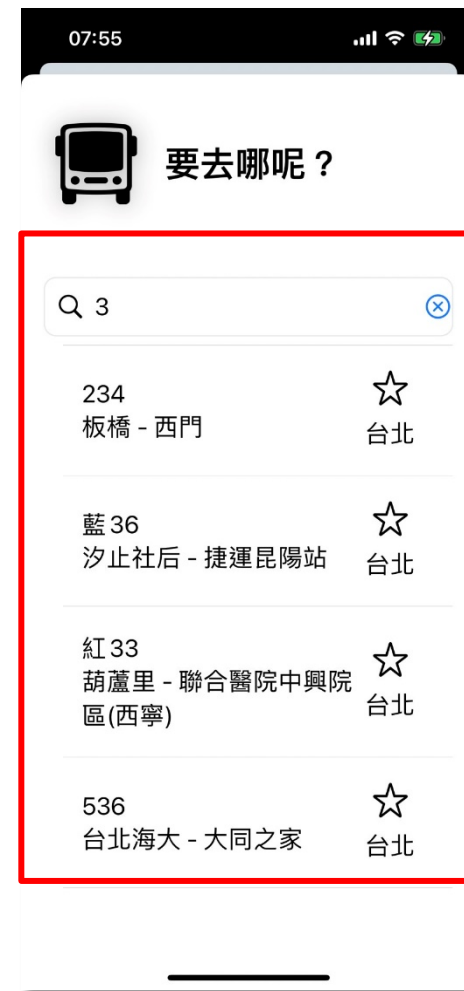 07:55
要去哪呢？
3
234
板橋 - 西門
台北
藍36
汐止社后 - 捷運昆陽站
台北
紅33
葫蘆里 - 聯合醫院中興院
區(西寧)
台北
536
台北海大 - 大同之家
台北